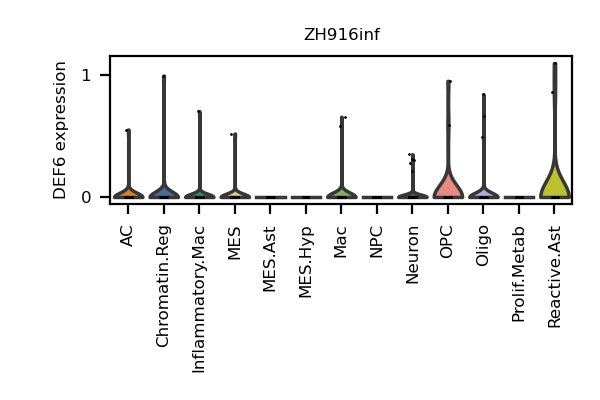 ZH916inf
DEF6 expression
1
0
AC
Chromatin.Reg
Inflammatory.Mac
MES
MES.Ast
MES.Hyp
Mac
NPC
Neuron
OPC
Oligo
Prolif.Metab
Reactive.Ast